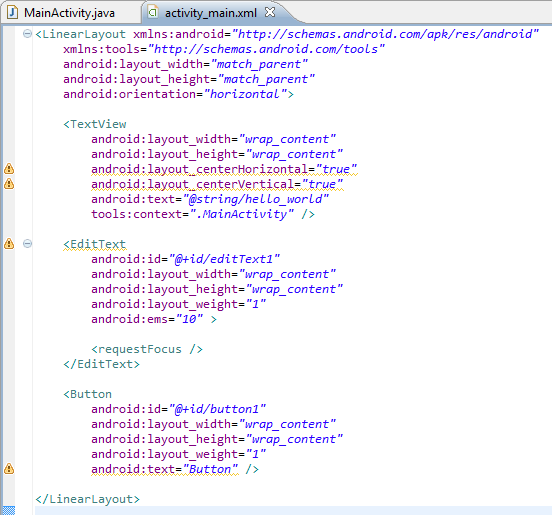 MainActivity.java activity_main.xml
<LinearLayout xmlns:android="http://schemas.android.com/apk/res/android"
    xmlns:tools="http://schemas.android.com/tools"
    android:layout_width="match_parent"
    android:layout_height="match_parent"
    android:orientation="horizontal">
    <TextView
        android:layout_width="wrap_content"
        android:layout_height="wrap_content"
        android:layout_centerHorizontal="true"
        android:layout_centerVertical="true"
        android:text="@string/hello_world"
        tools:context=".MainActivity" />
    <EditText
        android:id="@+id/editText1"
        android:layout_width="wrap_content"
        android:layout_height="wrap_content"
        android:layout_weight="1"
        android:ems="10" >
        <requestFocus />
    </EditText>
    <Button
        android:id="@+id/button1"
        android:layout_width="wrap_content"
        android:layout_height="wrap_content"
        android:layout_weight="1"
        android:text="Button" />
</LinearLayout>